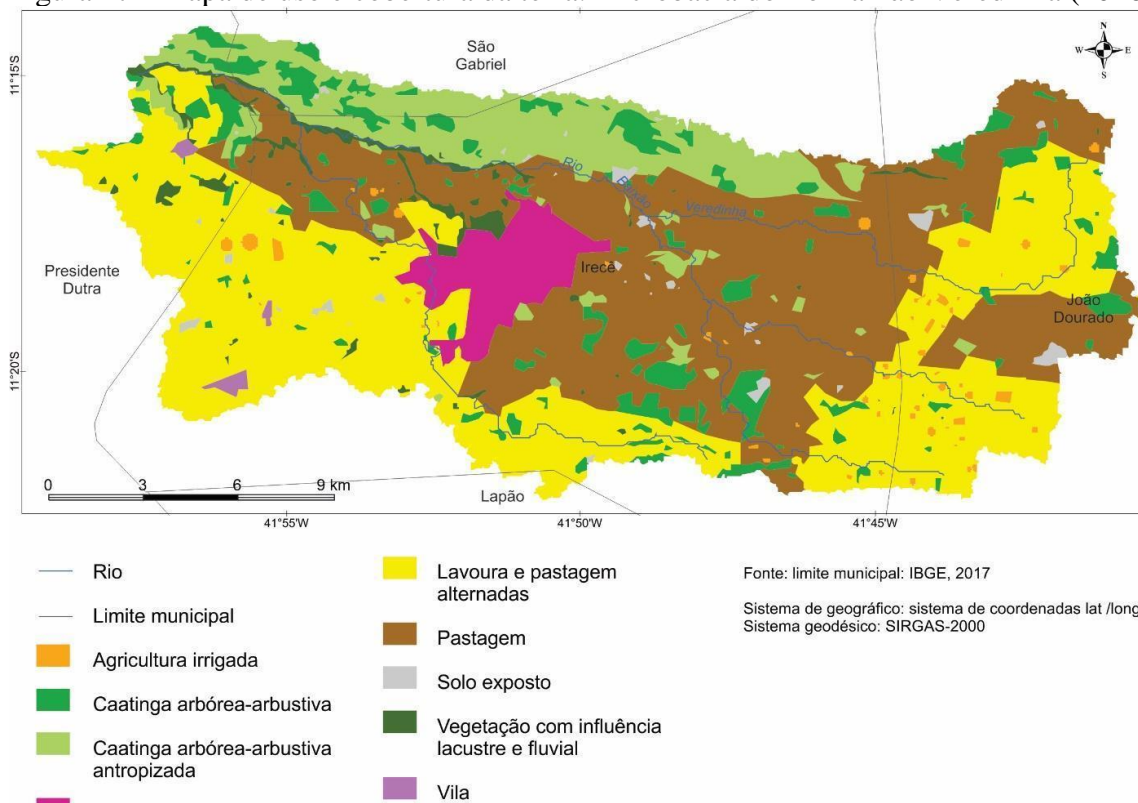 São
Gabriel
N
W E
S
11°15'S
Rio
Baixão
Veredinha
Presidente
Dutra
Irecê
João
Dourado
11°20'S
0 3 6 9 km
Lapão
41°55'W 41°50'W 41°45'W
Rio
Limite municipal
Agricultura irrigada
Caatinga arbórea-arbustiva
Caatinga arbórea-arbustiva
antropizada
Lavoura e pastagem
alternadas
Pastagem
Solo exposto
Vegetação com influência
lacustre e fluvial
Vila
Fonte: limite municipal: IBGE, 2017
Sistema de geográfico: sistema de coordenadas lat /long
Sistema geodésico: SIRGAS-2000